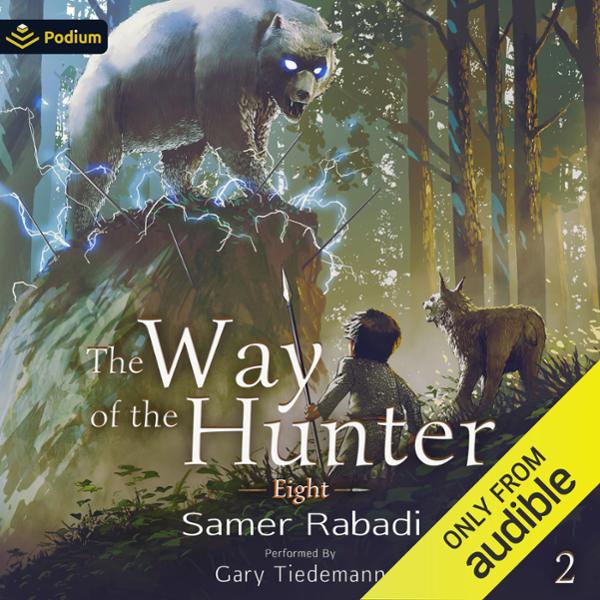 Podium
The Way
of the Hunter
Eight
Samer Rabadi
Performed By
Gary Tiedemann
ONLY FROM
audible
2